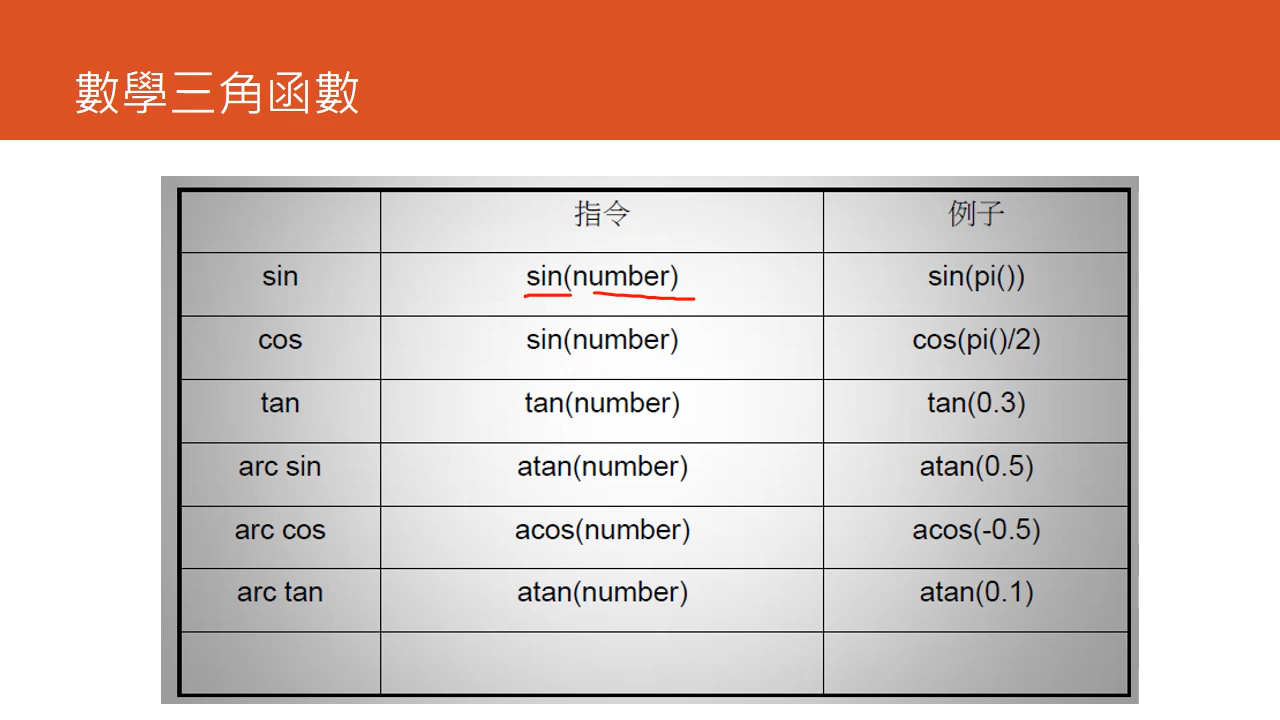 數學三角函數
指令 例子
sin sin(number) sin(pi())
cos sin(number) cos(pi()/2)
tan tan(number) tan(0.3)
arc sin atan(number) atan(0.5)
arc cos acos(number) acos(-0.5)
arc tan atan(number) atan(0.1)